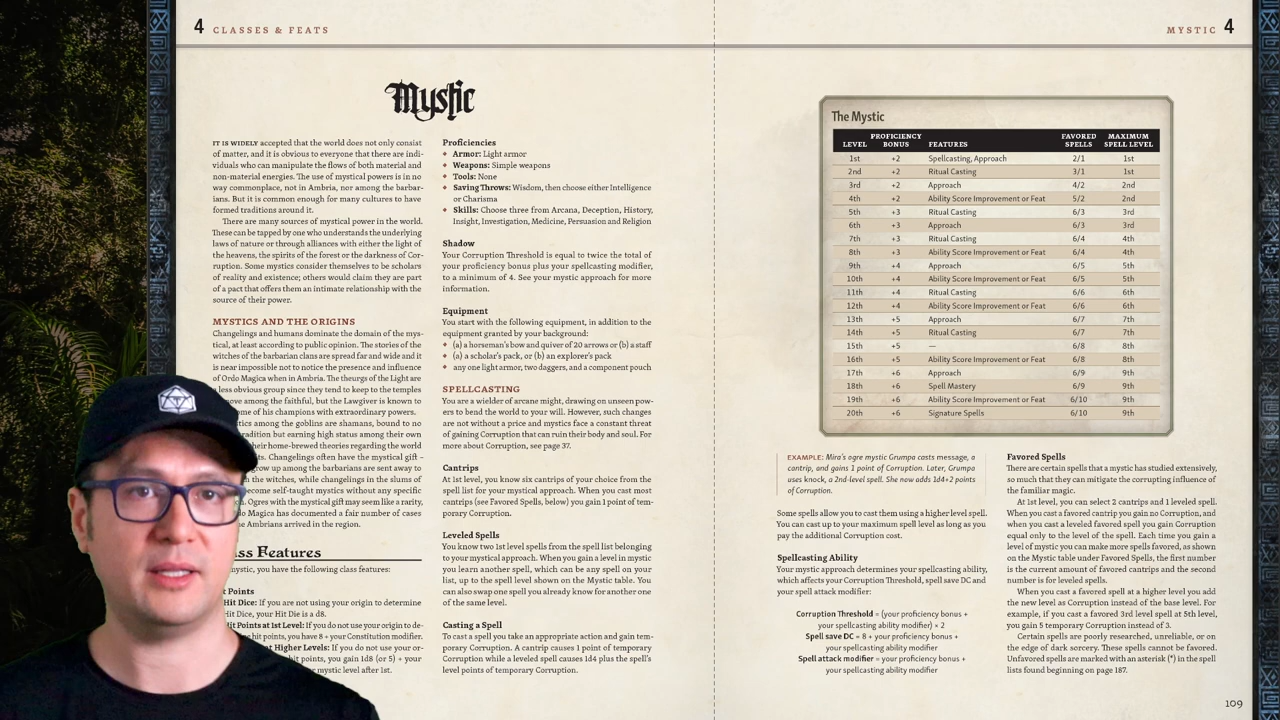 4 CLASSES & FEATS
MYSTIC 4
Mystic
IT IS WIDELY accepted that the world does not only consist
of matter, and it is obvious to everyone that there are indi-
viduals who can manipulate the flows of both material and
non-material energies. The use of mystical powers is in no
way commonplace, not in Ambria, nor among the barbar-
ians. But it is common enough for many cultures to have
formed traditions around it.
There are many sources of mystical power in the world.
These can be tapped by one who understands the underlying
laws of nature or through alliances with either the light of
the heavens, the spirits of the forest or the darkness of Cor-
ruption. Some mystics consider themselves to be scholars
of reality and existence; others would claim they are part
of a pact that offers them an intimate relationship with the
source of their power.
MYSTICS AND THE ORIGINS
Changelings and humans dominate the domain of the mys-
tical, at least according to public opinion. The stories of the
witches of the barbarian clans are spread far and wide and it
is near impossible not to notice the presence and influence
of Ordo Magica when in Ambria. The theurgs of the Light are
less obvious group since they tend to keep to the temples
move among the faithful, but the Lawgiver is known to
ome of his champions with extraordinary powers.
tics among the goblins are shamans, bound to no
radition but earning high status among their own
heir home-brewed theories regarding the world
ts. Changelings often have the mystical gift –
grow up among the barbarians are sent away to
h the witches, while changelings in the slums of
ecome self-taught mystics without any specific
. Ogres with the mystical gift may seem like a rarity,
do Magica has documented a fair number of cases
e Ambrians arrived in the region.
ss Features
mystic, you have the following class features:
t Points
Hit Dice: If you are not using your origin to determine
Hit Dice, your Hit Die is a d8.
it Points at 1st Level: If you do not use your origin to de-
ne hit points, you have 8 + your Constitution modifier.
t Higher Levels: If you do not use your or-
hit points, you gain 1d8 (or 5) + your
r mystic level after 1st.
Proficiencies
Armor: Light armor
Weapons: Simple weapons
Tools: None
Saving Throws: Wisdom, then choose either Intelligence
or Charisma
Skills: Choose three from Arcana, Deception, History,
Insight, Investigation, Medicine, Persuasion and Religion
Shadow
Your Corruption Threshold is equal to twice the total of
your proficiency bonus plus your spellcasting modifier,
to a minimum of 4. See your mystic approach for more
information.
Equipment
You start with the following equipment, in addition to the
equipment granted by your background:
(a) a horseman's bow and quiver of 20 arrows or (b) a staff
(a) a scholar's pack, or (b) an explorer's pack
any one light armor, two daggers, and a component pouch
SPELLCASTING
You are a wielder of arcane might, drawing on unseen pow-
ers to bend the world to your will. However, such changes
are not without a price and mystics face a constant threat
of gaining Corruption that can ruin their body and soul. For
more about Corruption, see page 37.
Cantrips
At 1st level, you know six cantrips of your choice from the
spell list for your mystical approach. When you cast most
cantrips (see Favored Spells, below) you gain 1 point of tem-
porary Corruption.
Leveled Spells
You know two 1st level spells from the spell list belonging
to your mystical approach. When you gain a level in mystic
you learn another spell, which can be any spell on your
list, up to the spell level shown on the Mystic table. You
can also swap one spell you already know for another one
of the same level.
Casting a Spell
To cast a spell you take an appropriate action and gain tem-
porary Corruption. A cantrip causes 1 point of temporary
Corruption while a leveled spell causes 1d4 plus the spell's
level points of temporary Corruption.
The Mystic
LEVEL PROFICIENCY BONUS FEATURES FAVORED SPELLS MAXIMUM SPELL LEVEL
1st +2 Spellcasting, Approach 2/1 1st
2nd +2 Ritual Casting 3/1 1st
3rd +2 Approach 4/2 2nd
4th +2 Ability Score Improvement or Feat 5/2 2nd
5th +3 Ritual Casting 6/3 3rd
6th +3 Approach 6/3 3rd
7th +3 Ritual Casting 6/4 4th
8th +3 Ability Score Improvement or Feat 6/4 4th
9th +4 Approach 6/5 5th
10th +4 Ability Score Improvement or Feat 6/5 5th
11th +4 Ritual Casting 6/6 6th
12th +4 Ability Score Improvement or Feat 6/6 6th
13th +5 Approach 6/7 7th
14th +5 Ritual Casting 6/7 7th
15th +5 — 6/8 8th
16th +5 Ability Score Improvement or Feat 6/8 8th
17th +6 Approach 6/9 9th
18th +6 Spell Mastery 6/9 9th
19th +6 Ability Score Improvement or Feat 6/10 9th
20th +6 Signature Spells 6/10 9th
EXAMPLE: Mira's ogre mystic Grumpa casts message, a
cantrip, and gains 1 point of Corruption. Later, Grumpa
uses knock, a 2nd-level spell. She now adds 1d4+2 points
of Corruption.
Some spells allow you to cast them using a higher level spell.
You can cast up to your maximum spell level as long as you
pay the additional Corruption cost.
Spellcasting Ability
Your mystic approach determines your spellcasting ability,
which affects your Corruption Threshold, spell save DC and
your spell attack modifier:
Corruption Threshold = (your proficiency bonus +
your spellcasting ability modifier) × 2
Spell save DC = 8 + your proficiency bonus +
your spellcasting ability modifier
Spell attack modifier = your proficiency bonus +
your spellcasting ability modifier
Favored Spells
There are certain spells that a mystic has studied extensively,
so much that they can mitigate the corrupting influence of
the familiar magic.
At 1st level, you can select 2 cantrips and 1 leveled spell.
When you cast a favored cantrip you gain no Corruption, and
when you cast a leveled favored spell you gain Corruption
equal only to the level of the spell. Each time you gain a
level of mystic you can make more spells favored, as shown
on the Mystic table under Favored Spells, the first number
is the current amount of favored cantrips and the second
number is for leveled spells.
When you cast a favored spell at a higher level you add
the new level as Corruption instead of the base level. For
example, if you cast a favored 3rd level spell at 5th level,
you gain 5 temporary Corruption instead of 3.
Certain spells are poorly researched, unreliable, or on
the edge of dark sorcery. These spells cannot be favored.
Unfavored spells are marked with an asterisk (*) in the spell
lists found beginning on page 187.
109